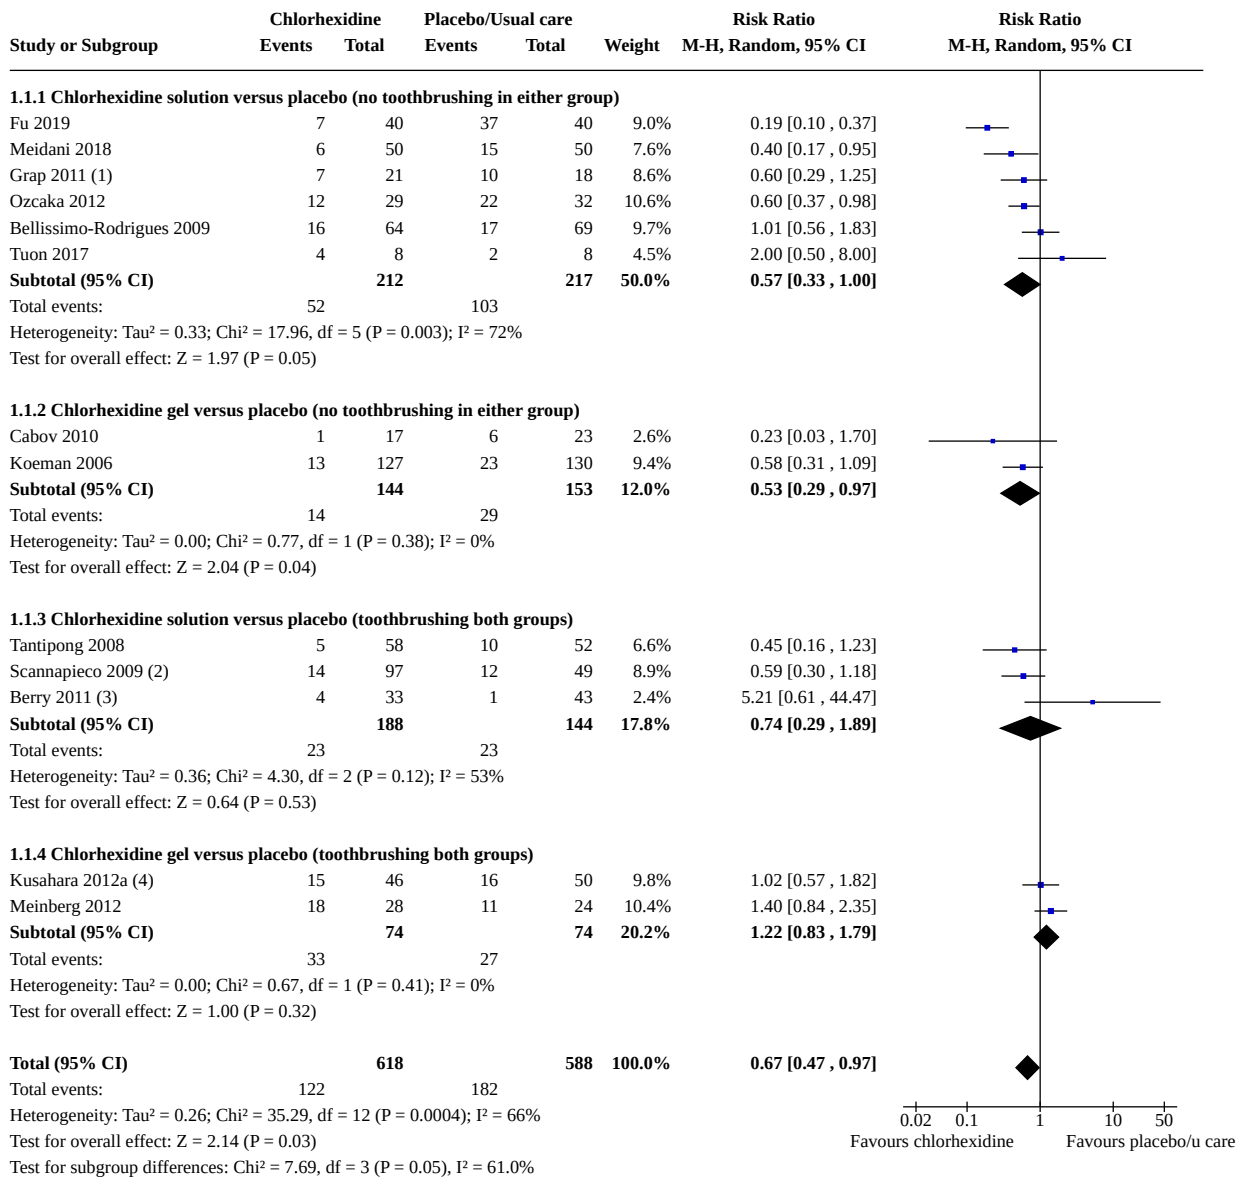 Chlorhexidine Placebo/Usual care Risk Ratio Risk Ratio
Study or Subgroup Events Total Events Total Weight M-H, Random, 95% CI M-H, Random, 95% CI
1.1.1 Chlorhexidine solution versus placebo (no toothbrushing in either group)
Fu 2019 7 40 37 40 9.0% 0.19 [0.10 , 0.37]
Meidani 2018 6 50 15 50 7.6% 0.40 [0.17 , 0.95]
Grap 2011 (1) 7 21 10 18 8.6% 0.60 [0.29 , 1.25]
Ozcaka 2012 12 29 22 32 10.6% 0.60 [0.37 , 0.98]
Bellissimo-Rodrigues 2009 16 64 17 69 9.7% 1.01 [0.56 , 1.83]
Tuon 2017 4 8 2 8 4.5% 2.00 [0.50 , 8.00]
Subtotal (95% CI) 212 217 50.0% 0.57 [0.33 , 1.00]
Total events: 52 103
Heterogeneity: Tau² = 0.33; Chi² = 17.96, df = 5 (P = 0.003); I² = 72%
Test for overall effect: Z = 1.97 (P = 0.05)
1.1.2 Chlorhexidine gel versus placebo (no toothbrushing in either group)
Cabov 2010 1 17 6 23 2.6% 0.23 [0.03 , 1.70]
Koeman 2006 13 127 23 130 9.4% 0.58 [0.31 , 1.09]
Subtotal (95% CI) 144 153 12.0% 0.53 [0.29 , 0.97]
Total events: 14 29
Heterogeneity: Tau² = 0.00; Chi² = 0.77, df = 1 (P = 0.38); I² = 0%
Test for overall effect: Z = 2.04 (P = 0.04)
1.1.3 Chlorhexidine solution versus placebo (toothbrushing both groups)
Tantipong 2008 5 58 10 52 6.6% 0.45 [0.16 , 1.23]
Scannapieco 2009 (2) 14 97 12 49 8.9% 0.59 [0.30 , 1.18]
Berry 2011 (3) 4 33 1 43 2.4% 5.21 [0.61 , 44.47]
Subtotal (95% CI) 188 144 17.8% 0.74 [0.29 , 1.89]
Total events: 23 23
Heterogeneity: Tau² = 0.36; Chi² = 4.30, df = 2 (P = 0.12); I² = 53%
Test for overall effect: Z = 0.64 (P = 0.53)
1.1.4 Chlorhexidine gel versus placebo (toothbrushing both groups)
Kusahara 2012a (4) 15 46 16 50 9.8% 1.02 [0.57 , 1.82]
Meinberg 2012 18 28 11 24 10.4% 1.40 [0.84 , 2.35]
Subtotal (95% CI) 74 74 20.2% 1.22 [0.83 , 1.79]
Total events: 33 27
Heterogeneity: Tau² = 0.00; Chi² = 0.67, df = 1 (P = 0.41); I² = 0%
Test for overall effect: Z = 1.00 (P = 0.32)
Total (95% CI) 618 588 100.0% 0.67 [0.47 , 0.97]
Total events: 122 182
Heterogeneity: Tau² = 0.26; Chi² = 35.29, df = 12 (P = 0.0004); I² = 66%
Test for overall effect: Z = 2.14 (P = 0.03)
Test for subgroup differences: Chi² = 7.69, df = 3 (P = 0.05), I² = 61.0%
0.02 0.1 1 10 50
Favours chlorhexidine Favours placebo/u care